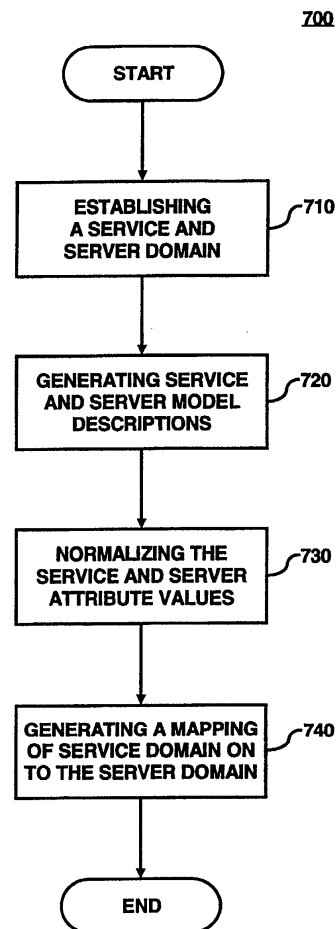 700
START
ESTABLISHING
A SERVICE AND
SERVER DOMAIN
710
GENERATING SERVICE
AND SERVER MODEL
DESCRIPTIONS
720
NORMALIZING THE
SERVICE AND SERVER
ATTRIBUTE VALUES
730
GENERATING A MAPPING
OF SERVICE DOMAIN ON
TO THE SERVER DOMAIN
740
END